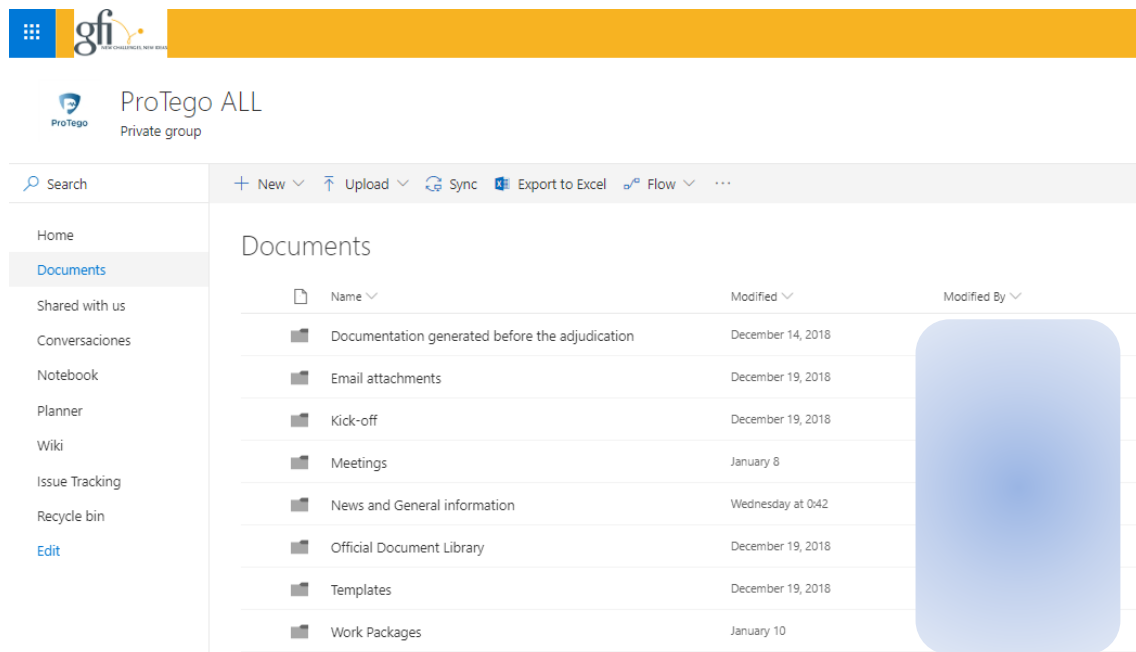 gfi
NEW CHALLENGES, NEW IDEAS
ProTego
ProTego ALL
Private group
Search
New Upload Sync Export to Excel Flow ...
Home
Documents
Shared with us
Conversaciones
Notebook
Planner
Wiki
Issue Tracking
Recycle bin
Edit
Documents
Name Modified Modified By
Documentation generated before the adjudication December 14, 2018
Email attachments December 19, 2018
Kick-off December 19, 2018
Meetings January 8
News and General information Wednesday at 0:42
Official Document Library December 19, 2018
Templates December 19, 2018
Work Packages January 10